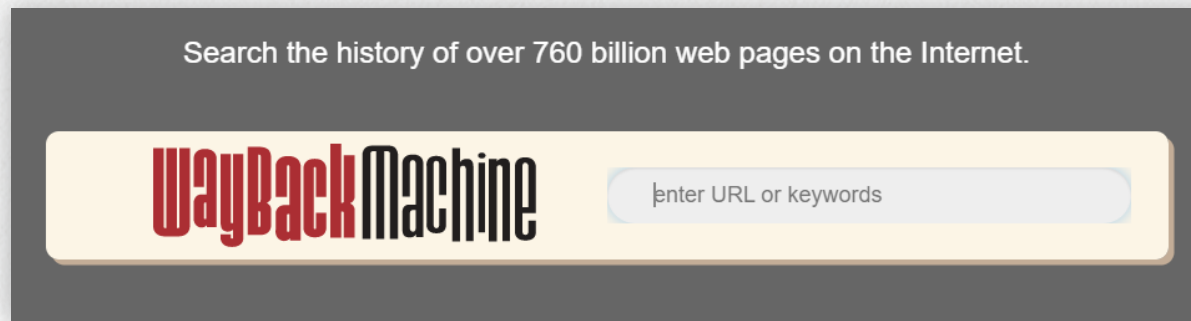 Search the history of over 760 billion web pages on the Internet.
WayBackMachine
enter URL or keywords